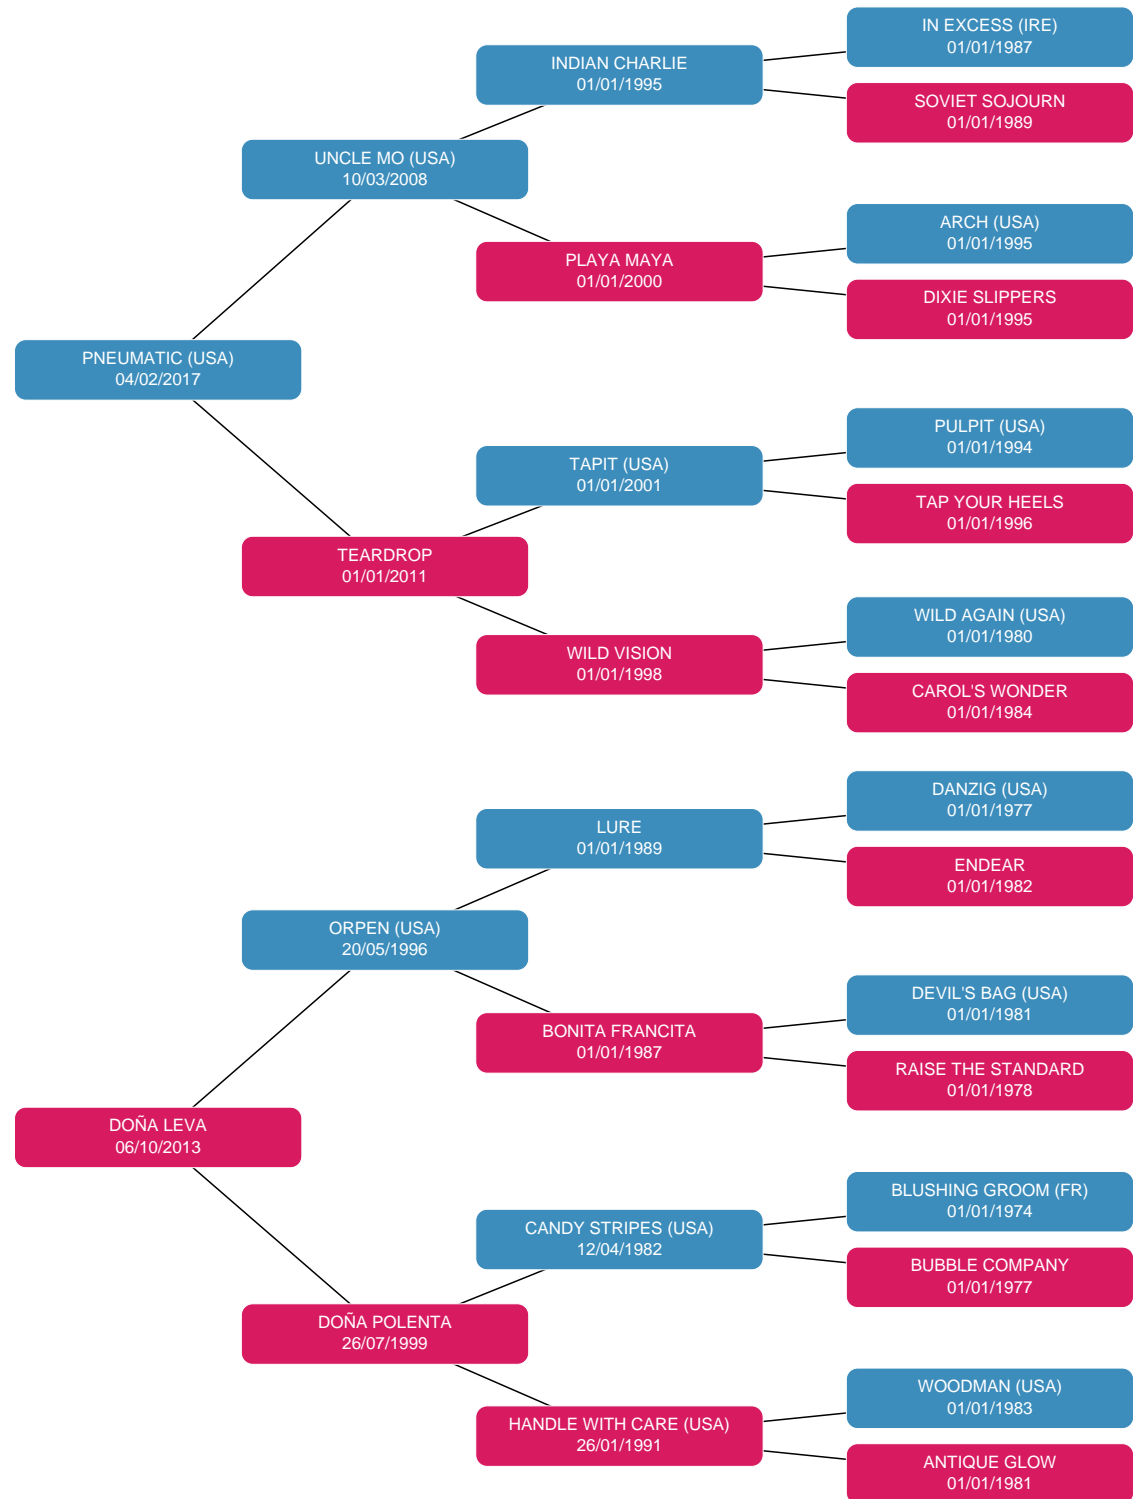 IN EXCESS (IRE)
01/01/1987
INDIAN CHARLIE
01/01/1995
SOVIET SOJOURN
01/01/1989
UNCLE MO (USA)
10/03/2008
ARCH (USA)
01/01/1995
PLAYA MAYA
01/01/2000
DIXIE SLIPPERS
01/01/1995
PNEUMATIC (USA)
04/02/2017
PULPIT (USA)
01/01/1994
TAPIT (USA)
01/01/2001
TAP YOUR HEELS
01/01/1996
TEARDROP
01/01/2011
WILD AGAIN (USA)
01/01/1980
WILD VISION
01/01/1998
CAROL'S WONDER
01/01/1984
DANZIG (USA)
01/01/1977
LURE
01/01/1989
ENDEAR
01/01/1982
ORPEN (USA)
20/05/1996
DEVIL'S BAG (USA)
01/01/1981
BONITA FRANCITA
01/01/1987
RAISE THE STANDARD
01/01/1978
DOÑA LEVA
06/10/2013
BLUSHING GROOM (FR)
01/01/1974
CANDY STRIPES (USA)
12/04/1982
BUBBLE COMPANY
01/01/1977
DOÑA POLENTA
26/07/1999
WOODMAN (USA)
01/01/1983
HANDLE WITH CARE (USA)
26/01/1991
ANTIQUE GLOW
01/01/1981